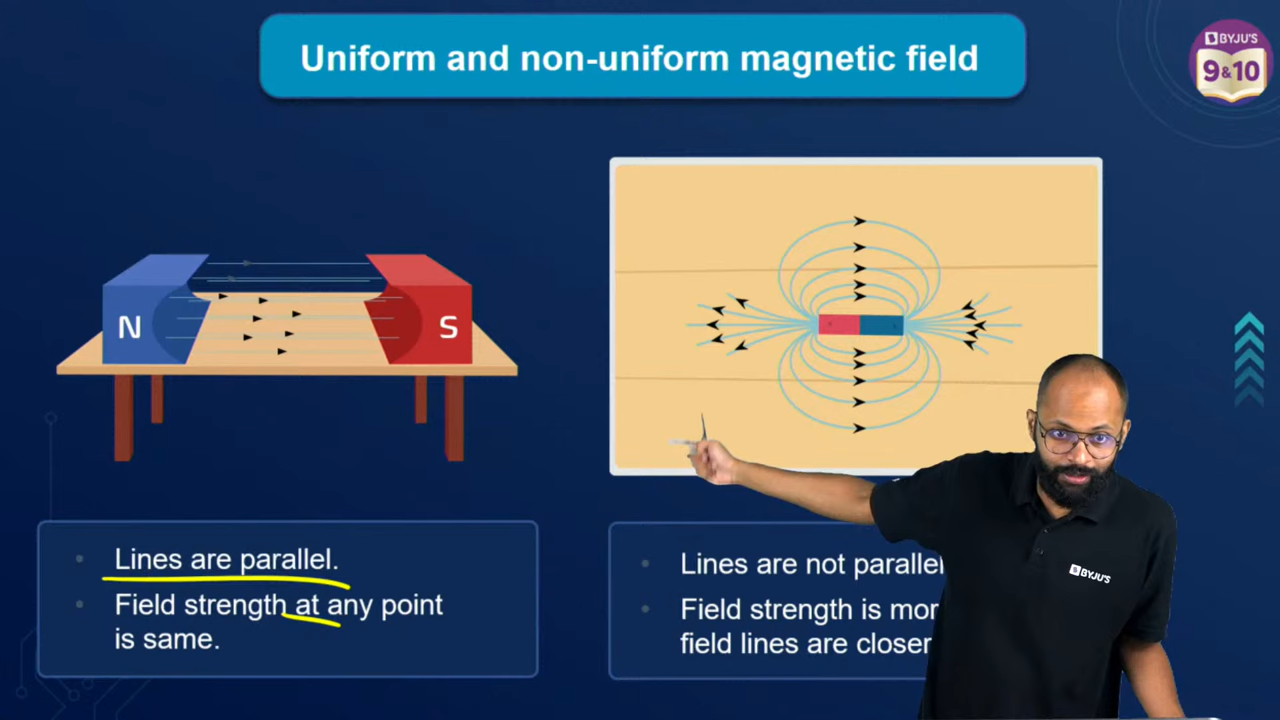 Uniform and non-uniform magnetic field
BYJU'S
9&10
N
S
Lines are parallel.
Field strength at any point
is same.
Lines are not parallel
Field strength is mor
field lines are closer
BYJU'S